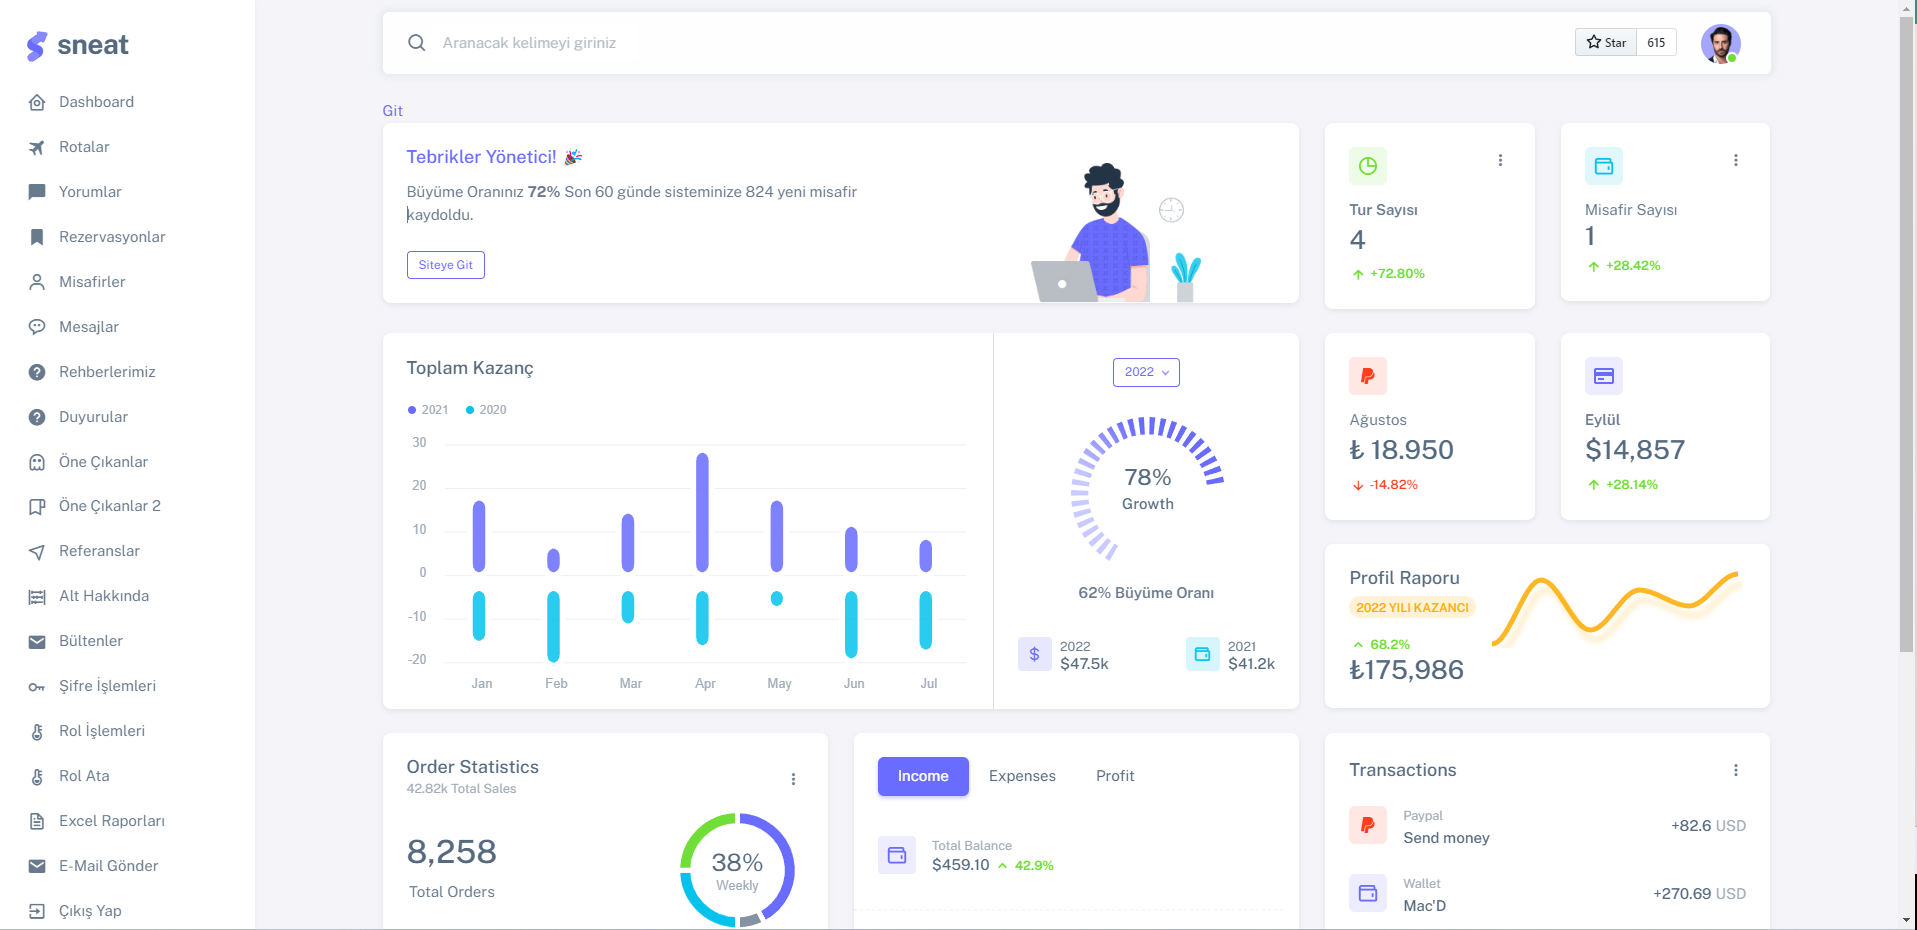 sneat
Dashboard
Rotalar
Yorumlar
Rezervasyonlar
Misafirler
Mesajlar
Rehberlerimiz
Duyurular
Öne Çıkanlar
Öne Çıkanlar 2
Referanslar
Alt Hakkında
Bültenler
Şifre İşlemleri
Rol İşlemleri
Rol Ata
Excel Raporları
E-Mail Gönder
Çıkış Yap
Aranacak kelimeyi giriniz
Star 615
Git
Tebrikler Yönetici!
Büyüme Oranınız 72% Son 60 günde sisteminize 824 yeni misafir
kaydoldu.
Siteye Git
Tur Sayısı
4
+72.80%
Misafir Sayısı
1
+28.42%
Toplam Kazanç
2021 2020
30
20
10
0
-10
-20
Jan Feb Mar Apr May Jun Jul
2022
78%
Growth
62% Büyüme Oranı
2022
$47.5k
2021
$41.2k
Ağustos
₺ 18.950
-14.82%
Eylül
$14,857
+28.14%
Profil Raporu
2022 YILI KAZANCI
68.2%
₺175,986
Order Statistics
42.82k Total Sales
8,258
Total Orders
38%
Weekly
Income Expenses Profit
Total Balance
$459.10 42.9%
Transactions
Paypal
Send money
+82.6 USD
Wallet
Mac'D
+270.69 USD